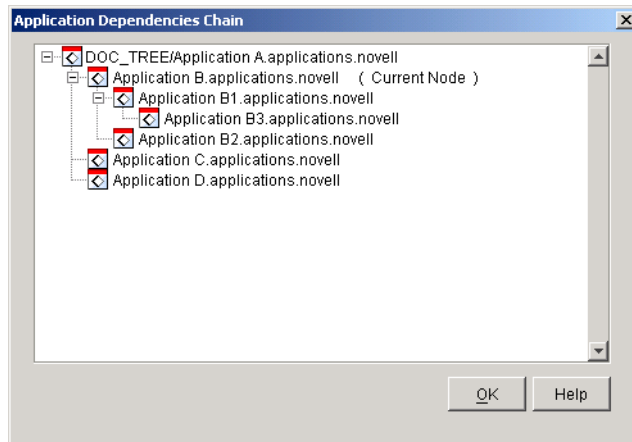 Application Dependencies Chain
DOC_TREE/Application A.applications.novell
Application B.applications.novell ( Current Node )
Application B1.applications.novell
Application B3.applications.novell
Application B2.applications.novell
Application C.applications.novell
Application D.applications.novell
OK Help